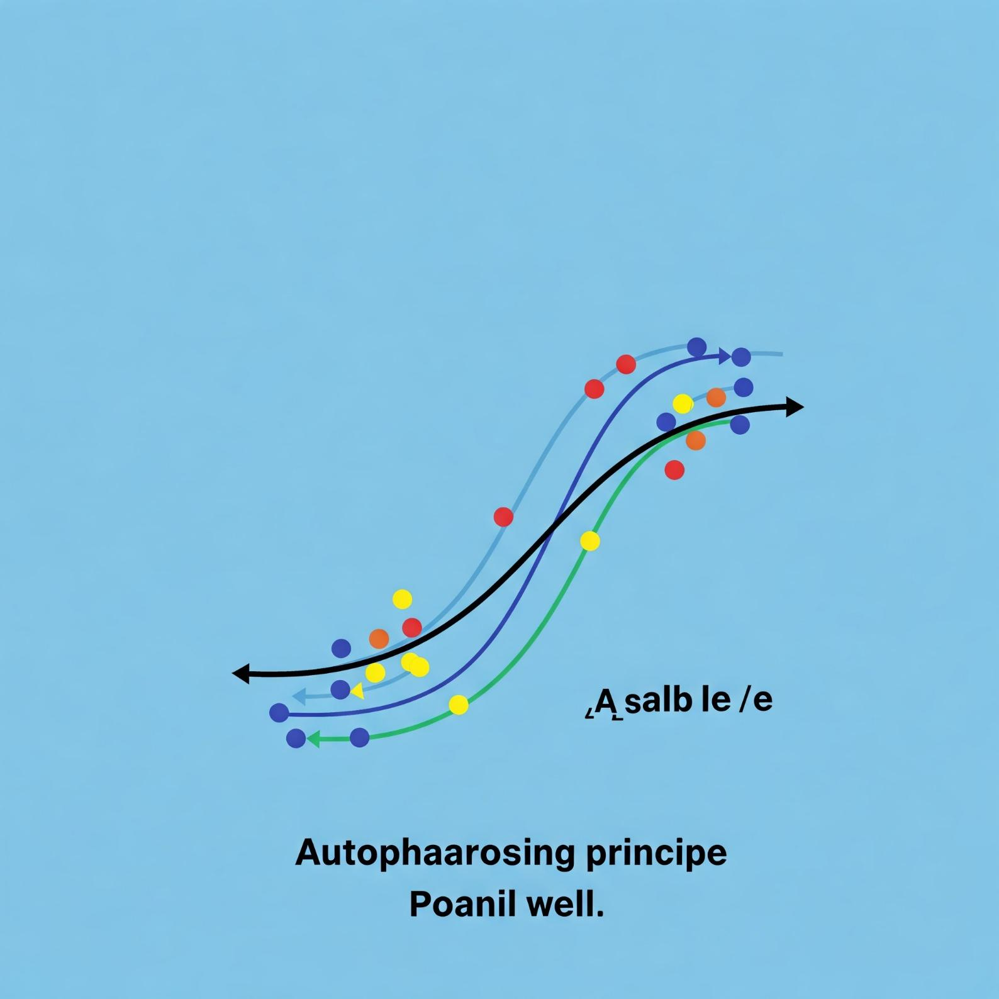 A salb le /e
Autophaarosing principe
Poanil well.